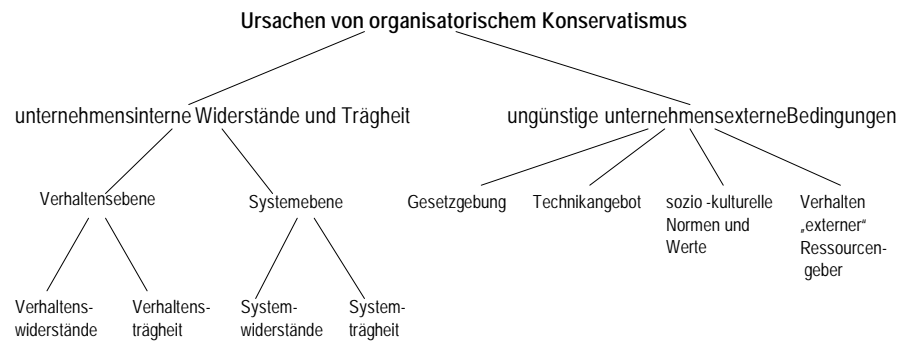 Ursachen von organisatorischem Konservatismus
unternehmensinterne Widerstände und Trägheit
ungünstige unternehmensexterneBedingungen
Verhaltensebene
Systemebene
Gesetzgebung
Technikangebot
sozio -kulturelle
Normen und
Werte
Verhalten
„externer“
Ressourcen-
geber
Verhaltens-
widerstände
Verhaltens-
trägheit
System-
widerstände
System-
trägheit